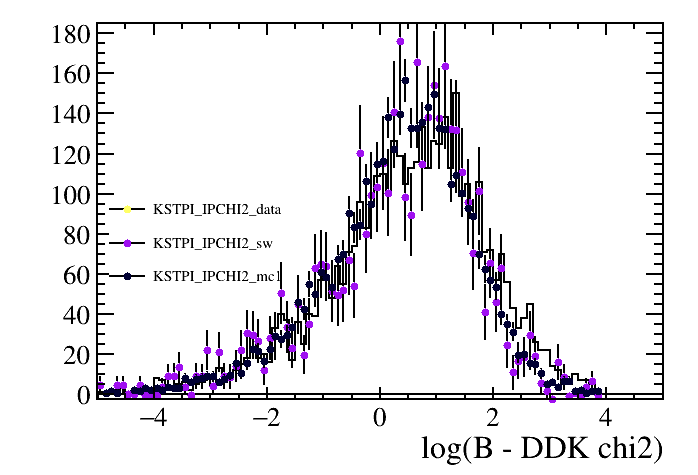 180
160
140
120
100
80
60
40
20
0
KSTPI_IPCHI2_data
KSTPI_IPCHI2_sw
KSTPI_IPCHI2_mc1
−4 −2 0 2 4
log(B - DDK chi2)